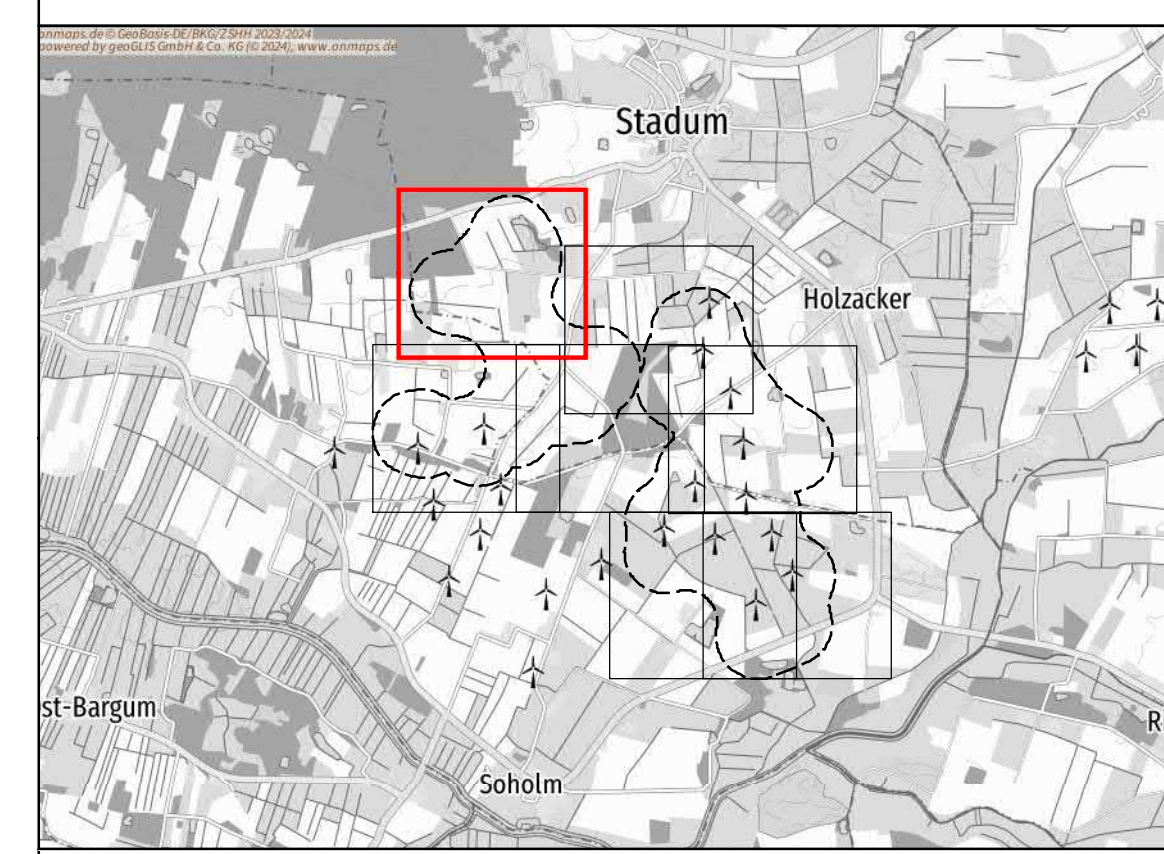 onmaps.de © GeoBasis-DE/BKG/ZSHH 2023/2024
powered by geoGLIS GmbH & Co. KG (© 2024), www.onmaps.de
Stadum
Holzacker
st-Bargum
R
Soholm